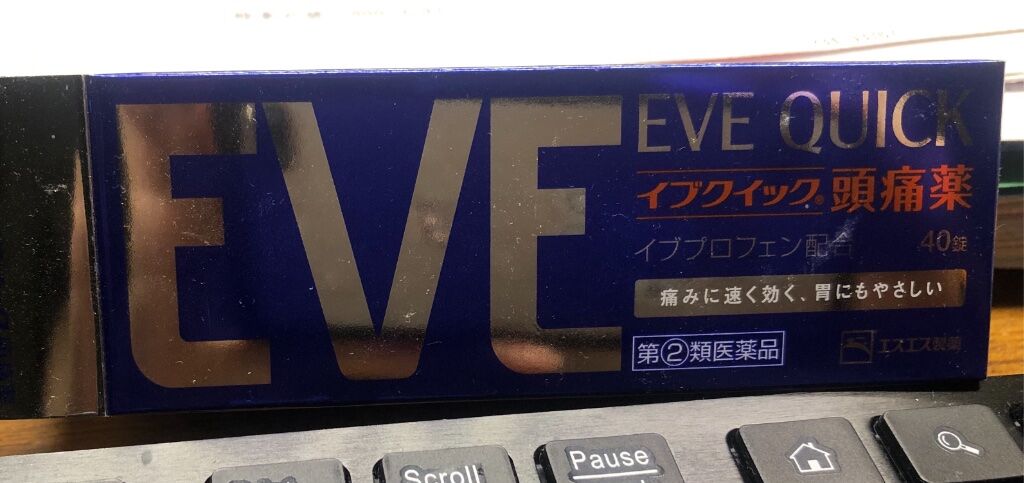 EVE
EVE QUICK
イブクイック® 頭痛薬
イブプロフェン配合 40錠
痛みに速く効く、胃にもやさしい
第②類医薬品
エスエス製薬
Scroll
Pause